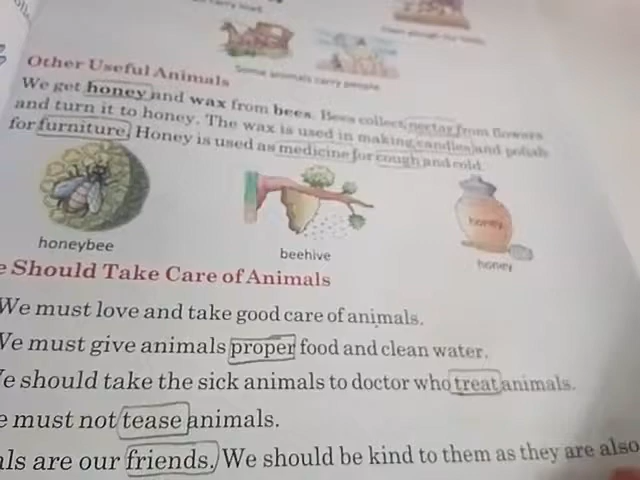 Some animals carry people
Other Useful Animals
We get honey and wax from bees. Bees collect nectar from flowers
and turn it to honey. The wax is used in making candles and polish
for furniture. Honey is used as medicine for cough and cold.
honey
honeybee
beehive
honey
e Should Take Care of Animals
We must love and take good care of animals.
We must give animals proper food and clean water.
e should take the sick animals to doctor who treat animals.
e must not tease animals.
als are our friends. We should be kind to them as they are also